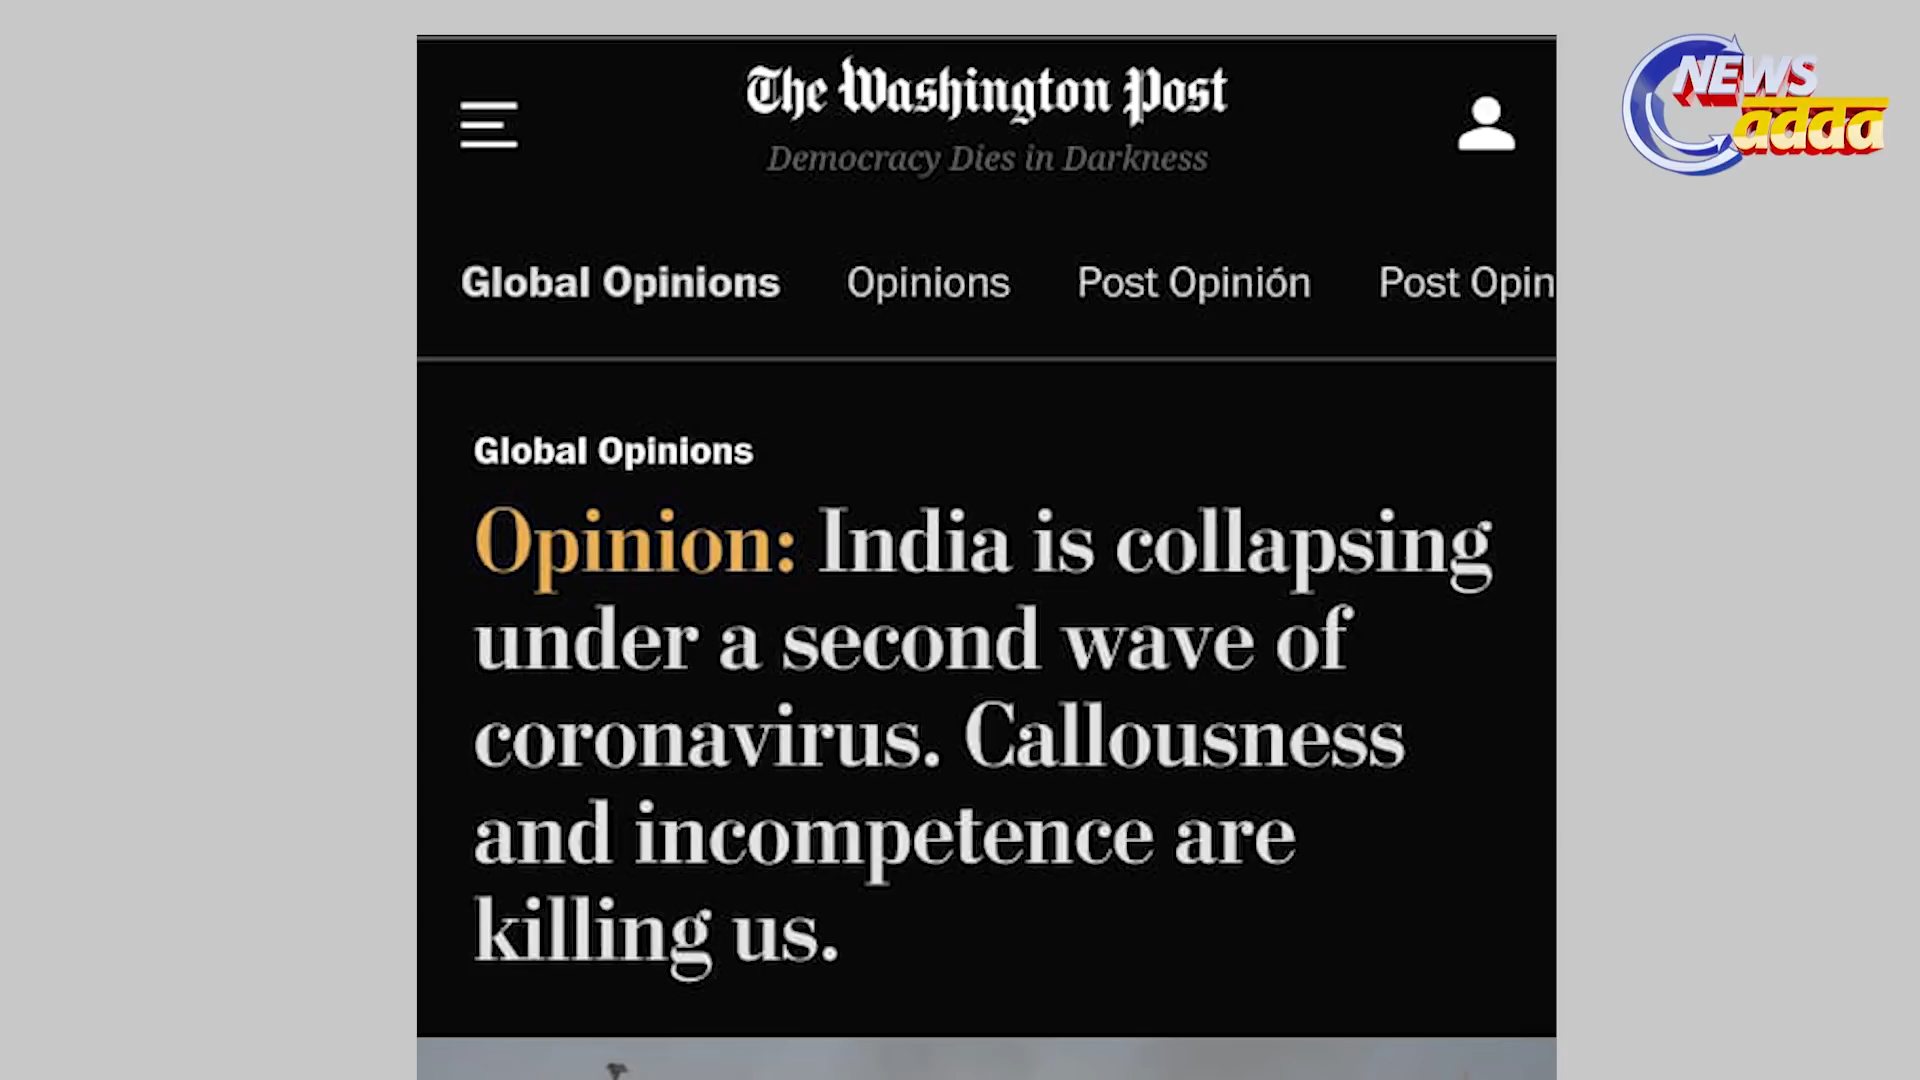 The Washington Post
Democracy Dies in Darkness
NEWS
adda
Global Opinions Opinions Post Opinión Post Opin
Global Opinions
Opinion: India is collapsing
under a second wave of
coronavirus. Callousness
and incompetence are
killing us.